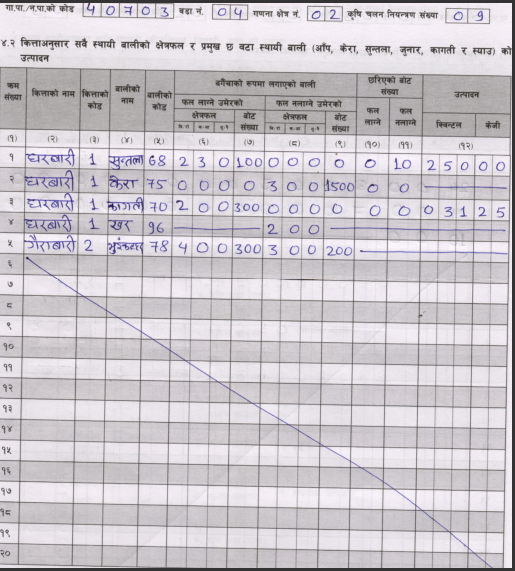 गा.पा./न.पा.को कोड 4 0 7 0 3 वडा नं. 0 4 गणना क्षेत्र नं. 0 2 कृषि चलन नियन्त्रण संख्या 0 9
४.२ कित्ताअनुसार सबै स्थायी बालीको क्षेत्रफल र प्रमुख छ वटा स्थायी बाली (आँप, केरा, सुन्तला, जुनार, कागती र स्याउ) को
उत्पादन
क्रम संख्या कित्ताको नाम कित्ताको कोड बालीको नाम बालीको कोड बगैंचाको रूपमा लगाएको बाली छरिएको बोट संख्या उत्पादन
फल लाग्ने उमेरको फल नलाग्ने उमेरको फल लाग्ने फल नलाग्ने क्विन्टल केजी
क्षेत्रफल बोट संख्या क्षेत्रफल बोट संख्या
(१) (२) (३) (४) (५) (६) (७) (८) (९) (१०) (११) (१२)
१ घरबारी 1 सुन्तला 68 2 3 0 100 0 0 0 0 0 10 2 5 0 0 0
२ घरबारी 1 केरा 75 0 0 0 0 3 0 0 1500 0 0
३ घरबारी 1 कागती 70 2 0 0 300 0 0 0 0 0 0 0 3 1 2 5
४ घरबारी 1 खर 96 2 0 0
५ गैराबारी 2 78 4 0 0 300 3 0 0 200
६
७
८
९
१०
११
१२
१३
१४
१५
१६
१७
१८
१९
२०